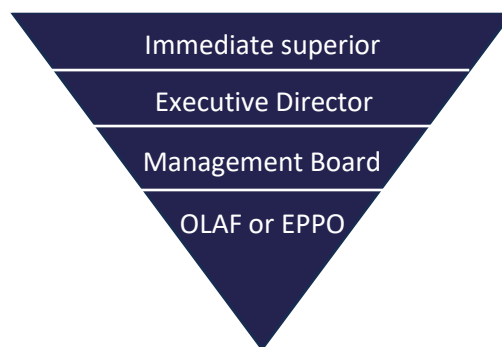 Immediate superior
Executive Director
Management Board
OLAF or EPPO